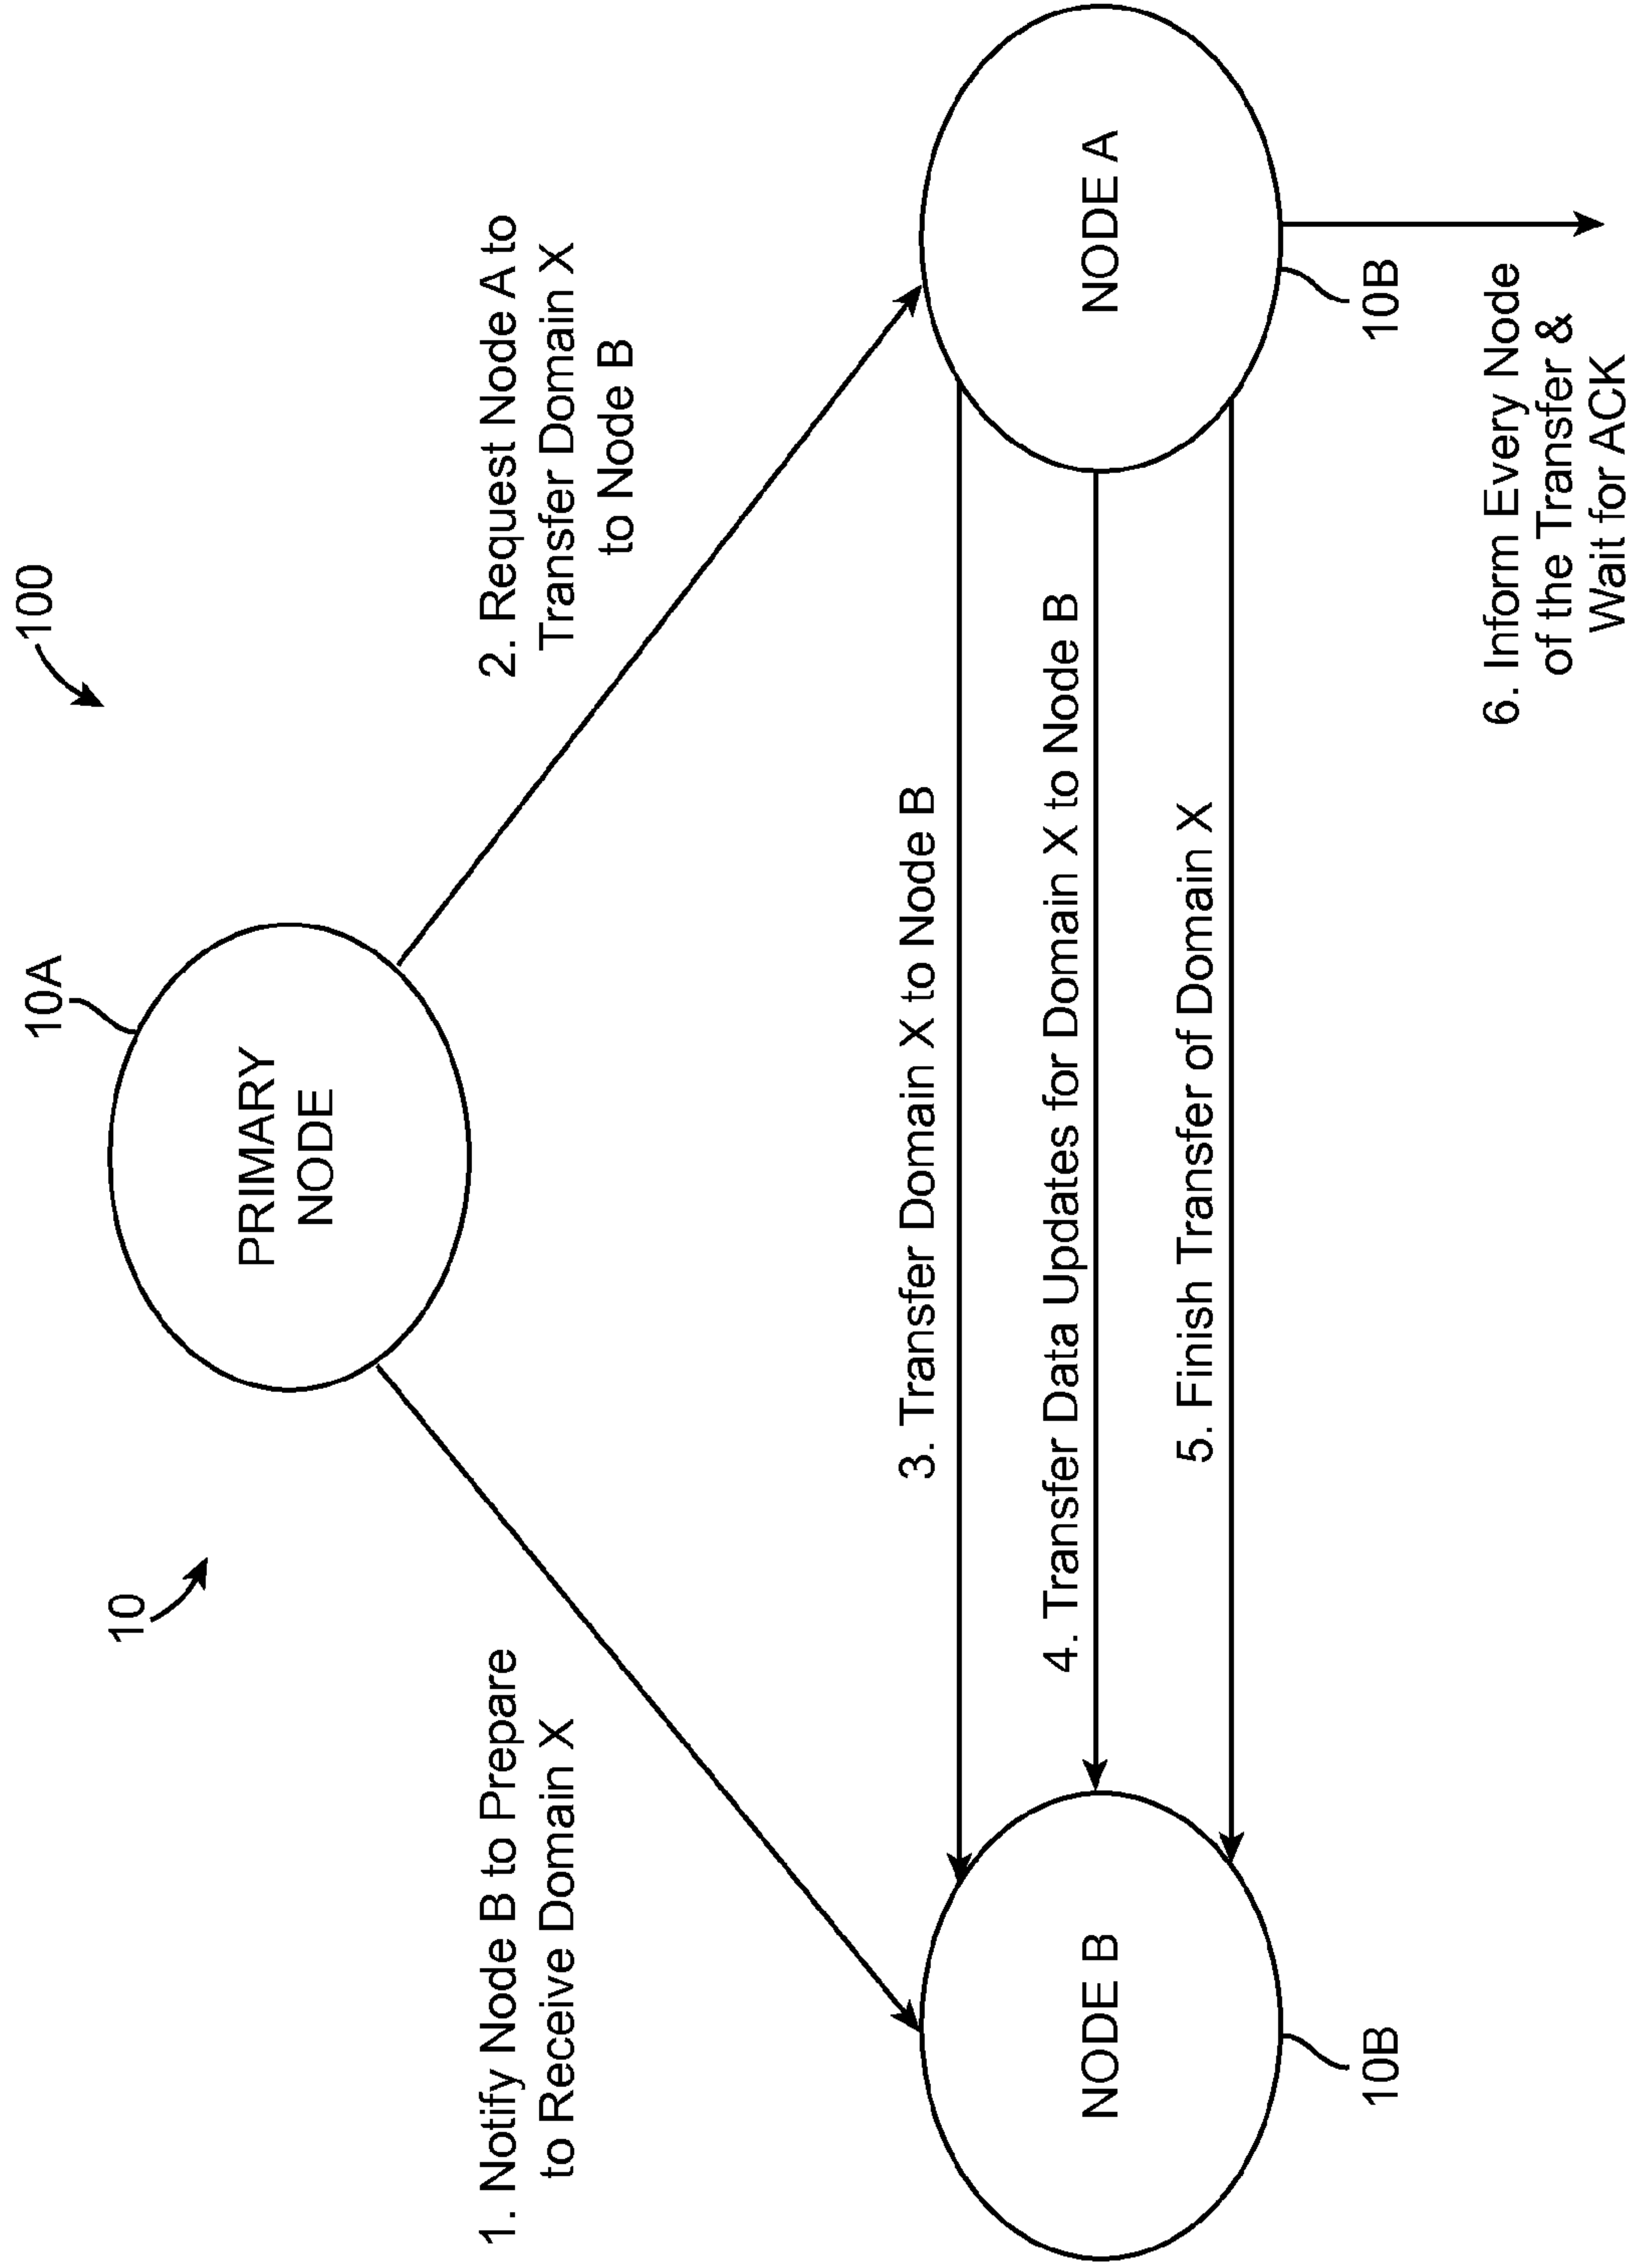 100
10
10A
PRIMARY
NODE
1. Notify Node B to Prepare
to Receive Domain X
2. Request Node A to
Transfer Domain X
to Node B
3. Transfer Domain X to Node B
4. Transfer Data Updates for Domain X to Node B
5. Finish Transfer of Domain X
NODE B
NODE A
10B
10B
6. Inform Every Node
of the Transfer &
Wait for ACK